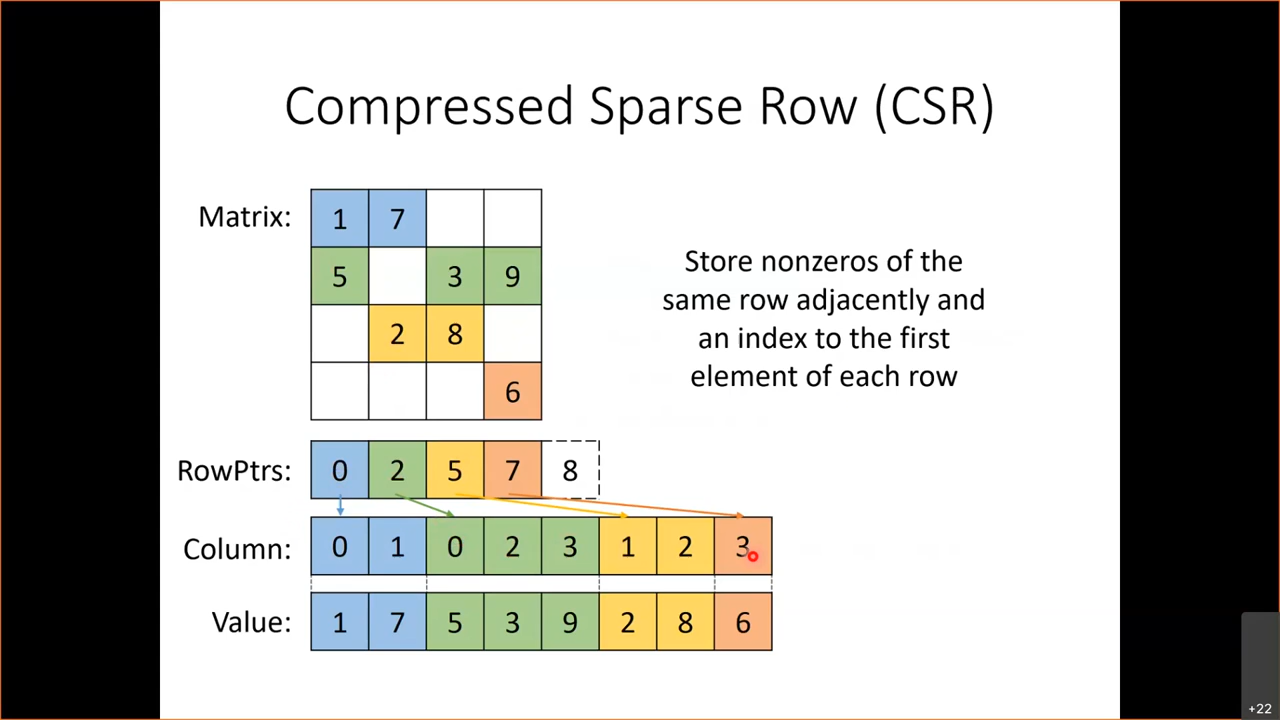 Compressed Sparse Row (CSR)
Matrix:
1 7
5 3 9
2 8
6
Store nonzeros of the
same row adjacently and
an index to the first
element of each row
RowPtrs: 0 2 5 7 8
Column: 0 1 0 2 3 1 2 3
Value: 1 7 5 3 9 2 8 6
+22